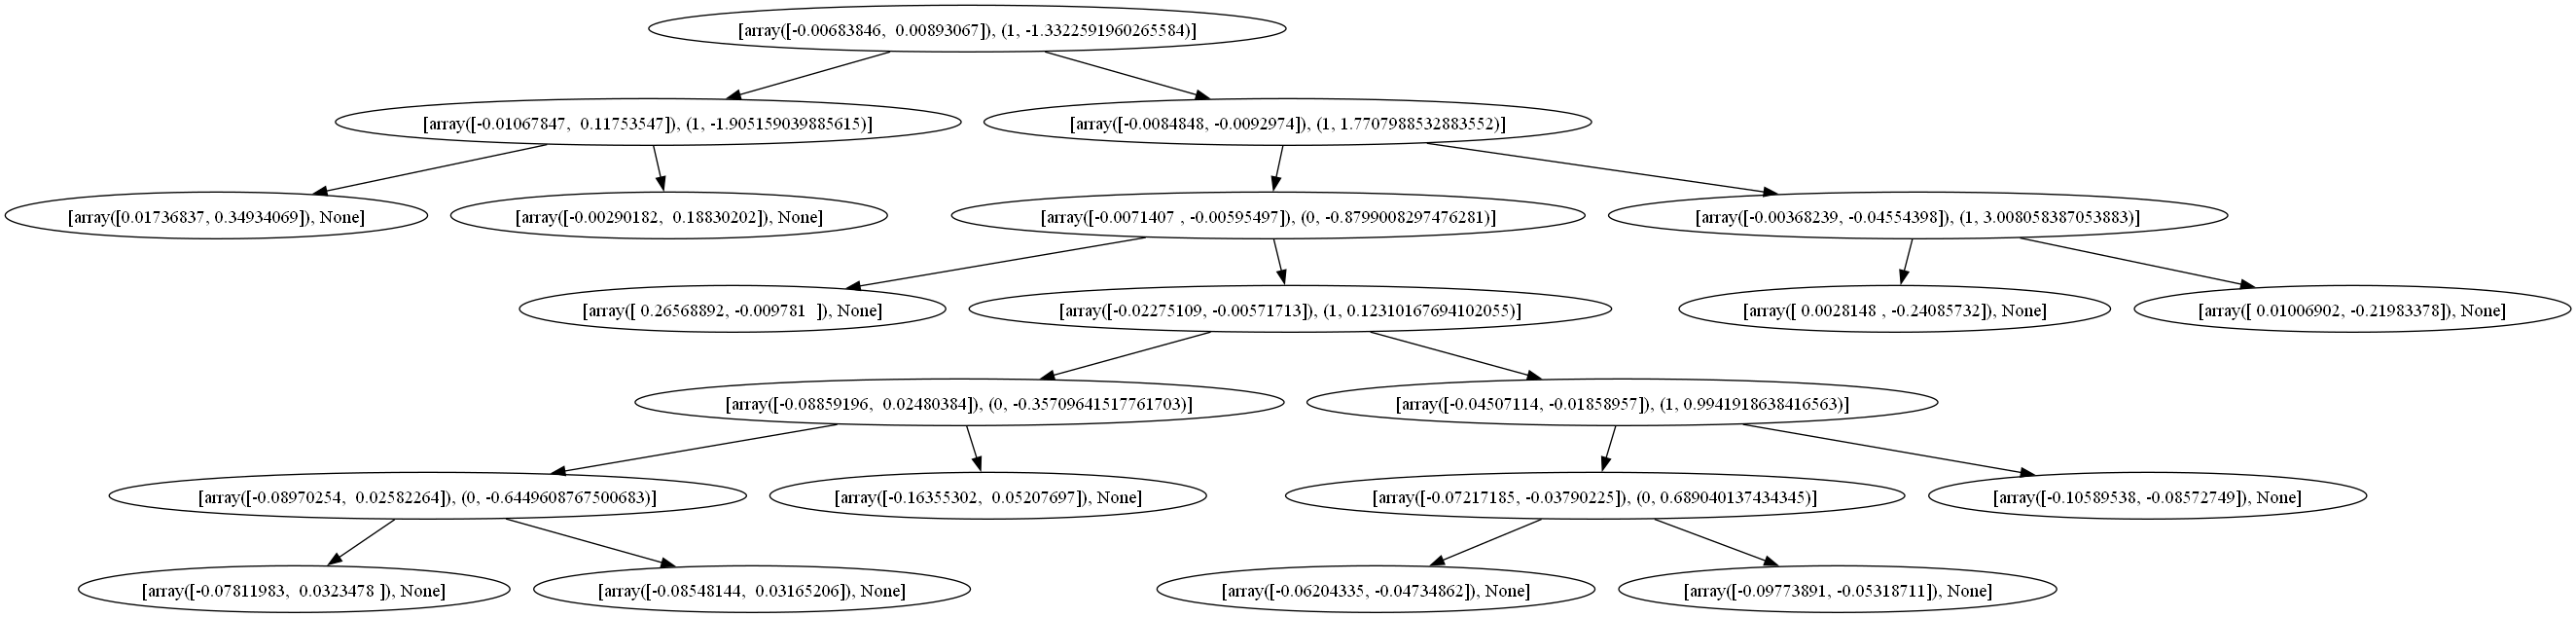 [array([-0.00683846,  0.00893067]), (1, -1.3322591960265584)]
[array([-0.01067847,  0.11753547]), (1, -1.905159039885615)]
[array([-0.0084848, -0.0092974]), (1, 1.7707988532883552)]
[array([0.01736837, 0.34934069]), None]
[array([-0.00290182,  0.18830202]), None]
[array([-0.0071407 , -0.00595497]), (0, -0.8799008297476281)]
[array([-0.00368239, -0.04554398]), (1, 3.008058387053883)]
[array([ 0.26568892, -0.009781  ]), None]
[array([-0.02275109, -0.00571713]), (1, 0.12310167694102055)]
[array([ 0.0028148 , -0.24085732]), None]
[array([ 0.01006902, -0.21983378]), None]
[array([-0.08859196,  0.02480384]), (0, -0.35709641517761703)]
[array([-0.04507114, -0.01858957]), (1, 0.9941918638416563)]
[array([-0.08970254,  0.02582264]), (0, -0.6449608767500683)]
[array([-0.16355302,  0.05207697]), None]
[array([-0.07217185, -0.03790225]), (0, 0.689040137434345)]
[array([-0.10589538, -0.08572749]), None]
[array([-0.07811983,  0.0323478 ]), None]
[array([-0.08548144,  0.03165206]), None]
[array([-0.06204335, -0.04734862]), None]
[array([-0.09773891, -0.05318711]), None]